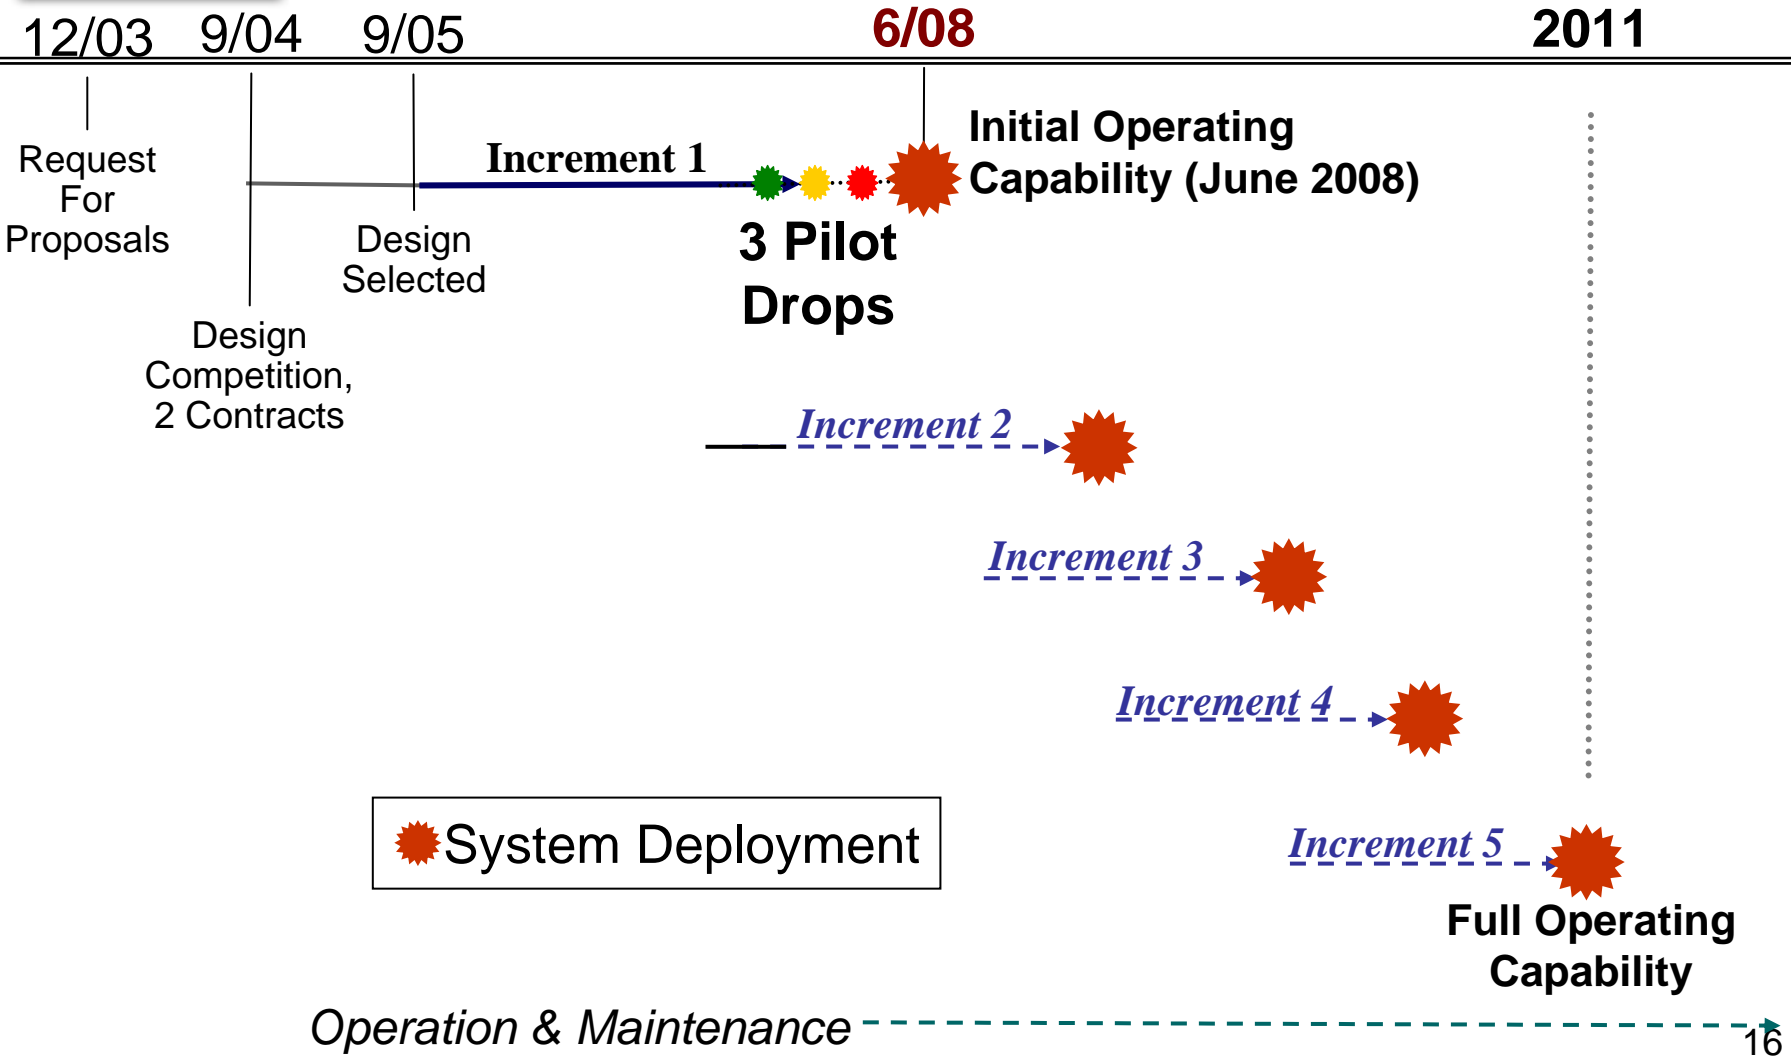 12/03 9/04 9/05 6/08 2011
Request
For
Proposals
Design
Competition,
2 Contracts
Design
Selected
Increment 1
3 Pilot
Drops
Initial Operating
Capability (June 2008)
Increment 2
Increment 3
Increment 4
Increment 5
System Deployment
Full Operating
Capability
Operation & Maintenance
16